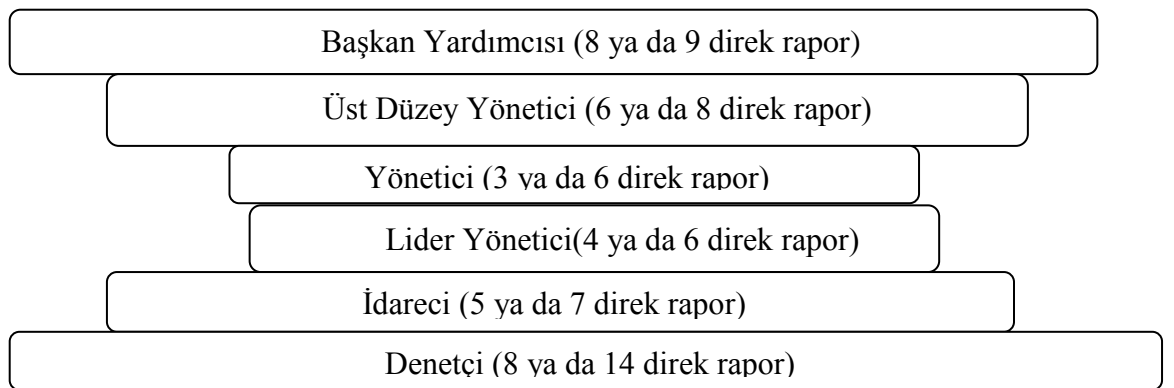 Başkan Yardımcısı (8 ya da 9 direk rapor)
Üst Düzey Yönetici (6 ya da 8 direk rapor)
Yönetici (3 ya da 6 direk rapor)
Lider Yönetici(4 ya da 6 direk rapor)
İdareci (5 ya da 7 direk rapor)
Denetçi (8 ya da 14 direk rapor)